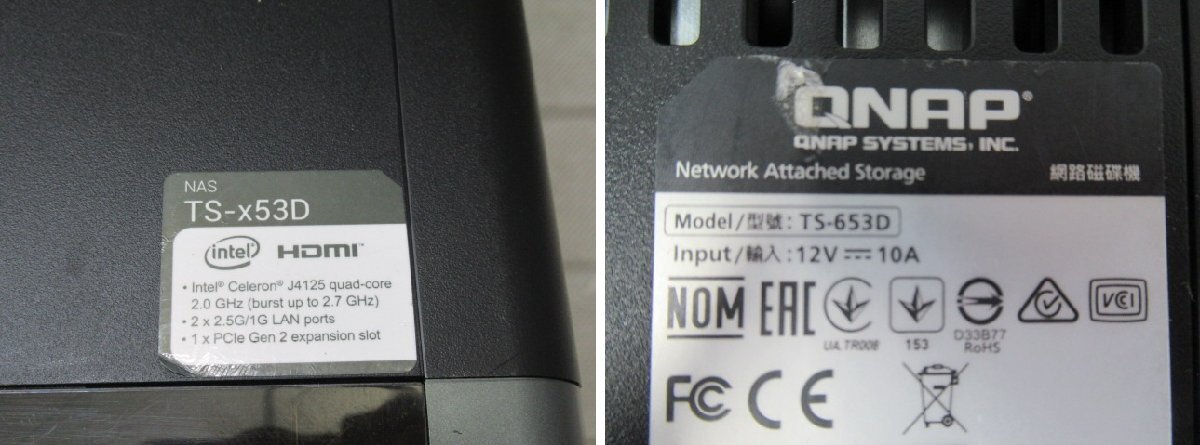 NAS
TS-x53D
intel HDMI
• Intel® Celeron® J4125 quad-core
2.0 GHz (burst up to 2.7 GHz)
• 2 x 2.5G/1G LAN ports
• 1 x PCIe Gen 2 expansion slot
QNAP®
QNAP SYSTEMS, INC.
Network Attached Storage 網路磁碟機
Model/型號: TS-653D
Input/輸入: 12V ⎓ 10A
NOM EAC VCCI
UA.TR008 153 D33B77
RoHS
FC CE